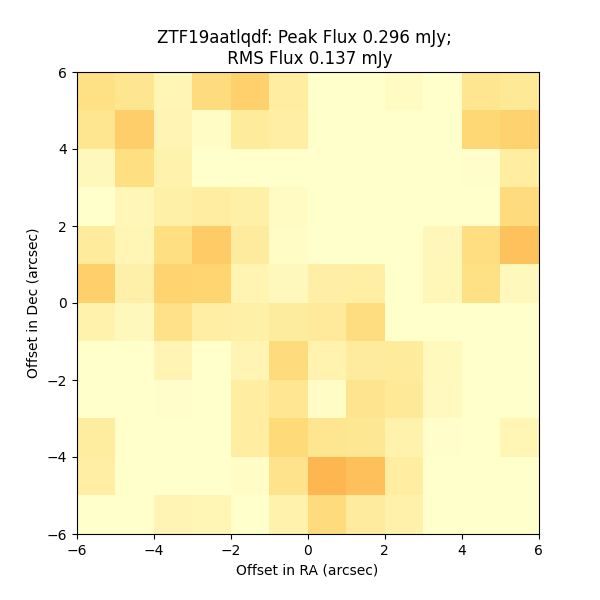 ZTF19aatlqdf: Peak Flux 0.296 mJy;
RMS Flux 0.137 mJy
6
4
2
0
−2
−4
−6
Offset in Dec (arcsec)
−6 −4 −2 0 2 4 6
Offset in RA (arcsec)